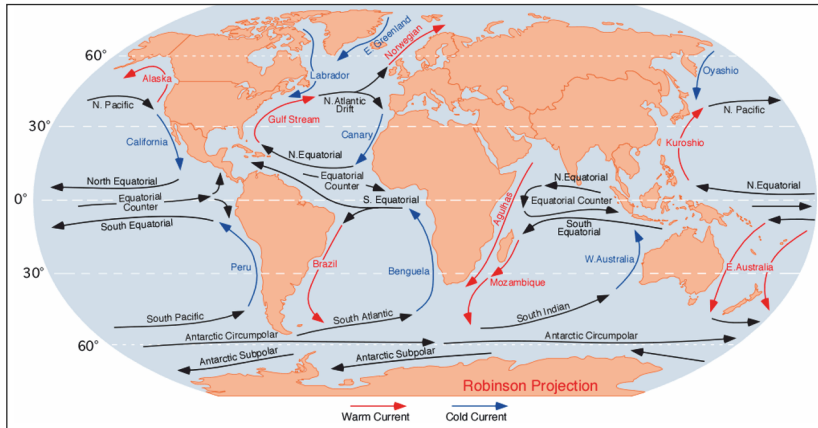 60°
E. Greenland
Norwegian
Alaska
Labrador
Oyashio
N. Pacific
N. Atlantic
Drift
N. Pacific
Gulf Stream
30°
California
Canary
Kuroshio
N.Equatorial
North Equatorial
Equatorial
Counter
N.Equatorial
N.Equatorial
0°
Equatorial
Counter
S. Equatorial
Agulhas
Equatorial Counter
South Equatorial
South
Equatorial
Brazil
Peru
Benguela
Mozambique
W.Australia
E.Australia
30°
South Pacific
South Atlantic
South Indian
Antarctic Circumpolar
Antarctic Circumpolar
60°
Antarctic Subpolar
Antarctic Subpolar
Robinson Projection
Warm Current
Cold Current